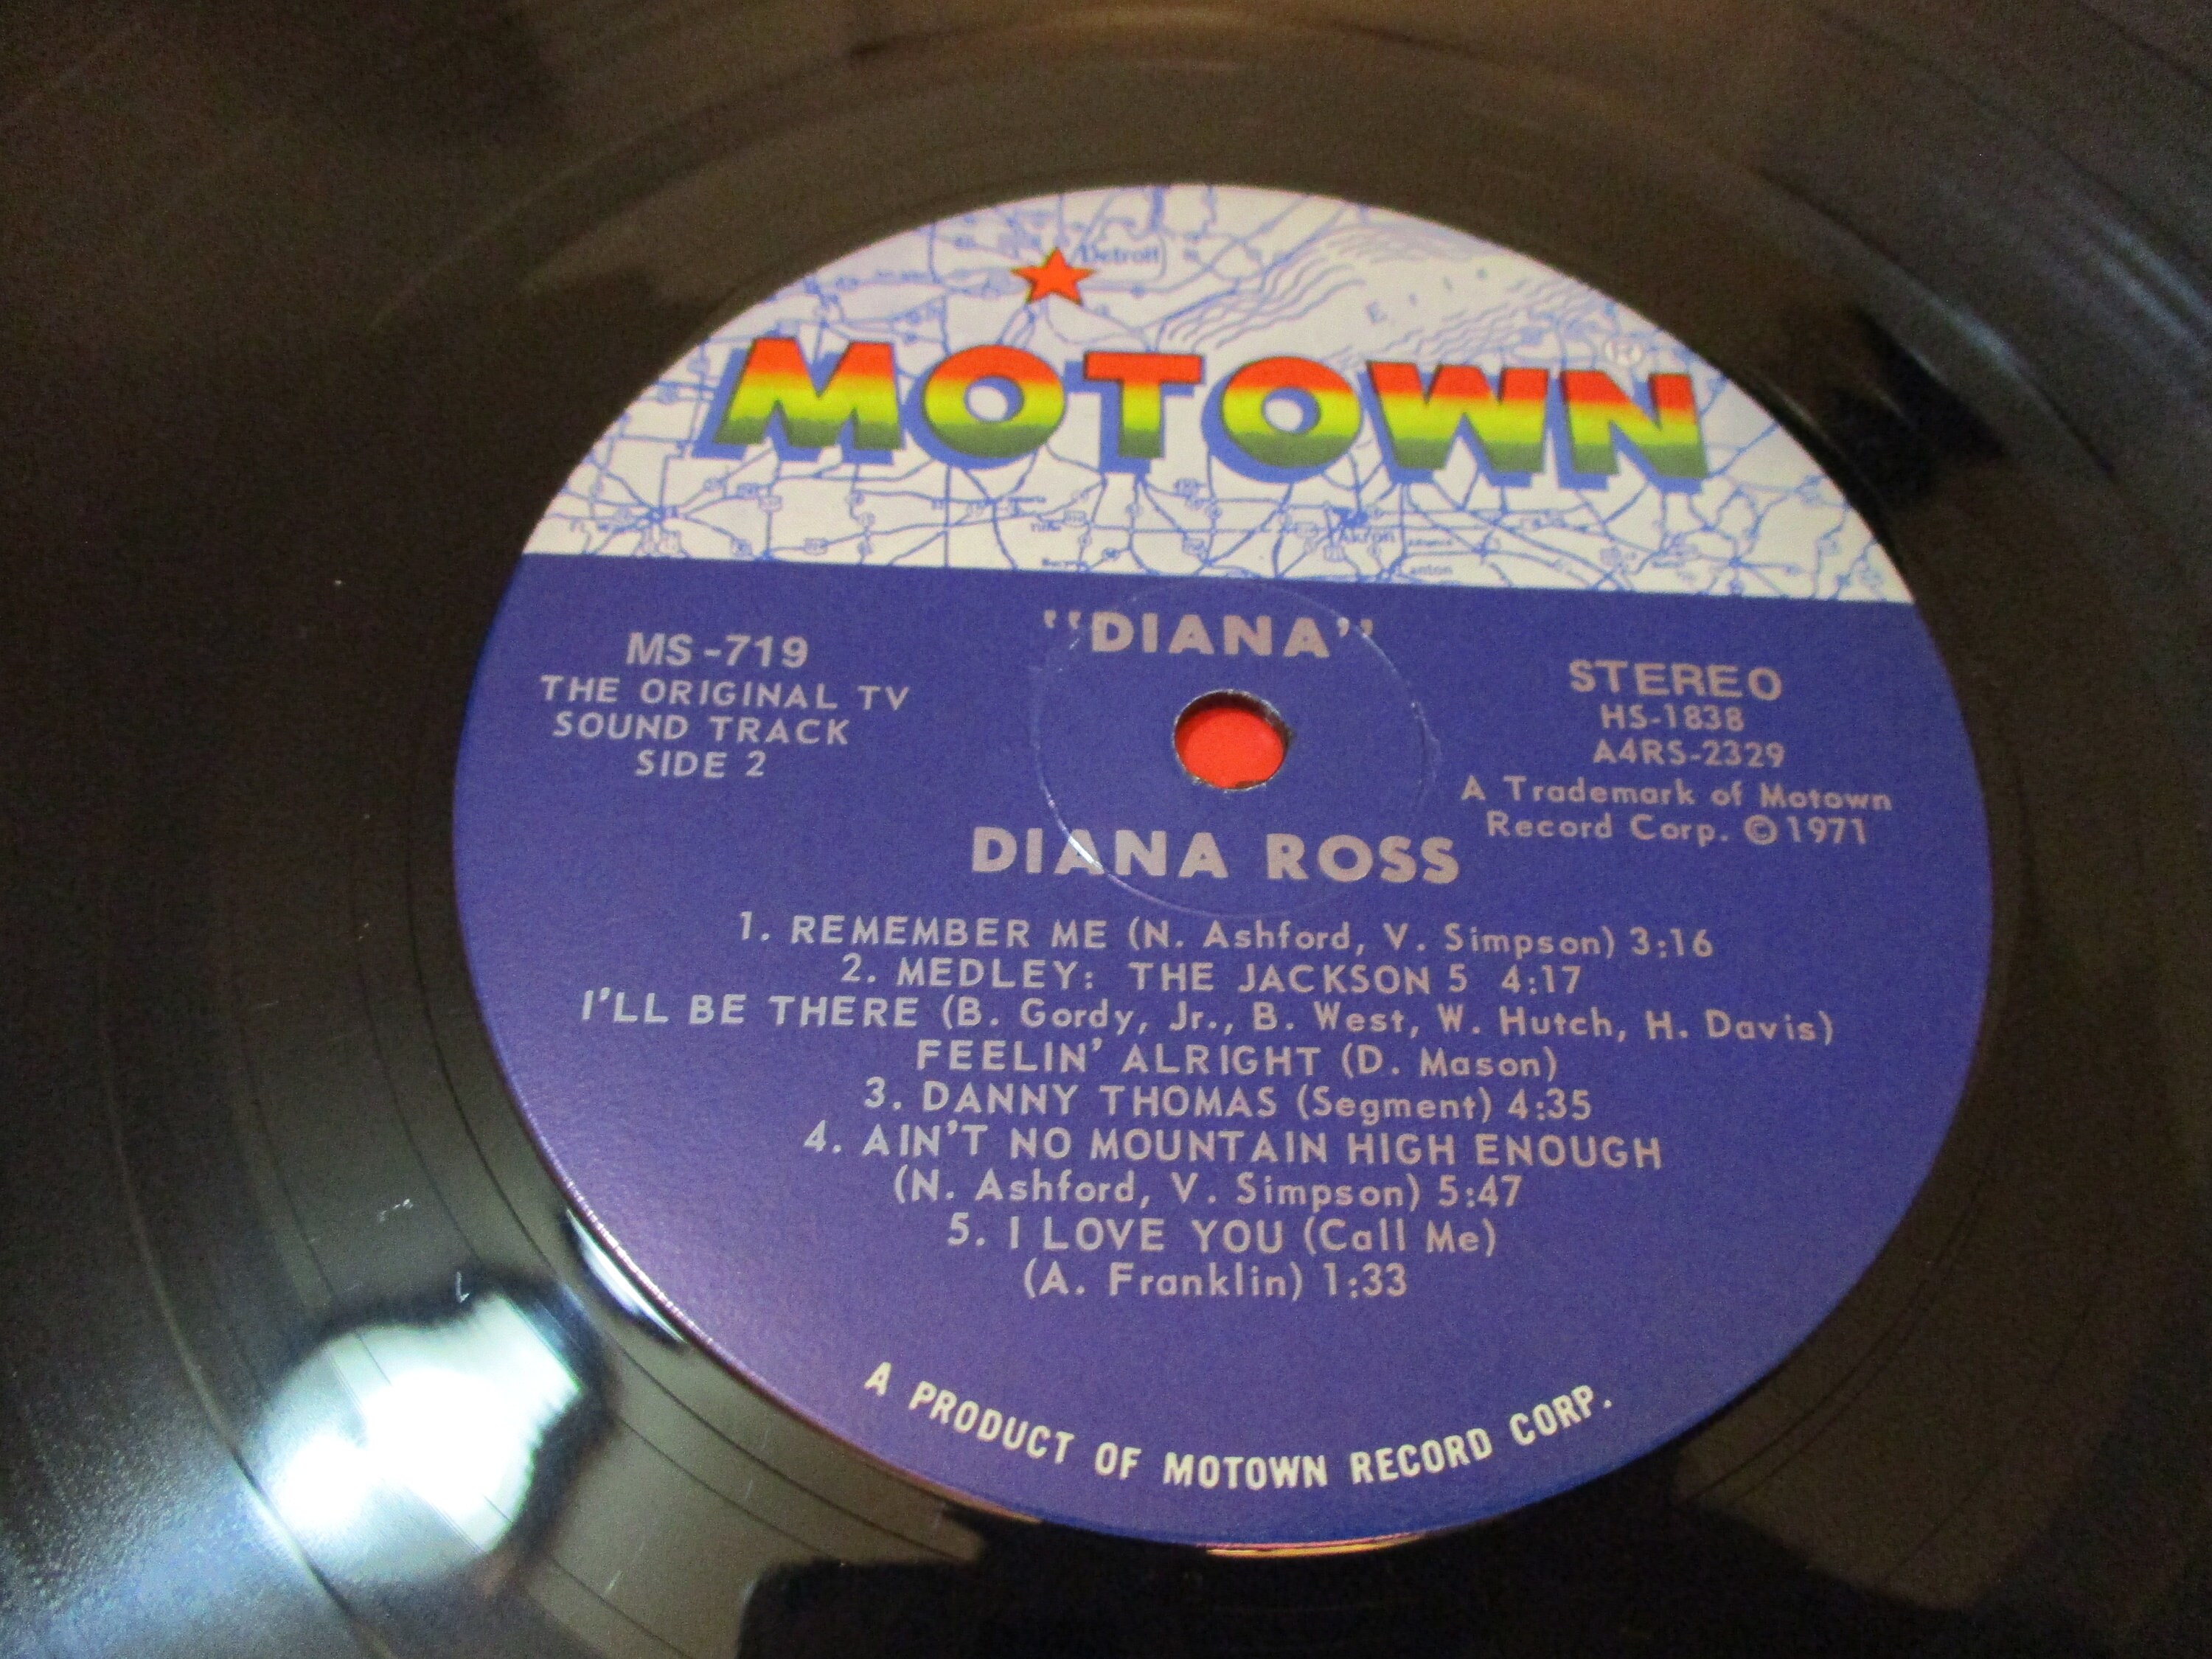 Detroit
Erie
MOTOWN
®
Akron
"DIANA"
MS-719
THE ORIGINAL TV
SOUND TRACK
SIDE 2
STEREO
HS-1838
A4RS-2329
A Trademark of Motown
Record Corp. ©1971
DIANA ROSS
1. REMEMBER ME (N. Ashford, V. Simpson) 3:16
2. MEDLEY: THE JACKSON 5 4:17
I'LL BE THERE (B. Gordy, Jr., B. West, W. Hutch, H. Davis)
FEELIN' ALRIGHT (D. Mason)
3. DANNY THOMAS (Segment) 4:35
4. AIN'T NO MOUNTAIN HIGH ENOUGH
(N. Ashford, V. Simpson) 5:47
5. I LOVE YOU (Call Me)
(A. Franklin) 1:33
A PRODUCT OF MOTOWN RECORD CORP.